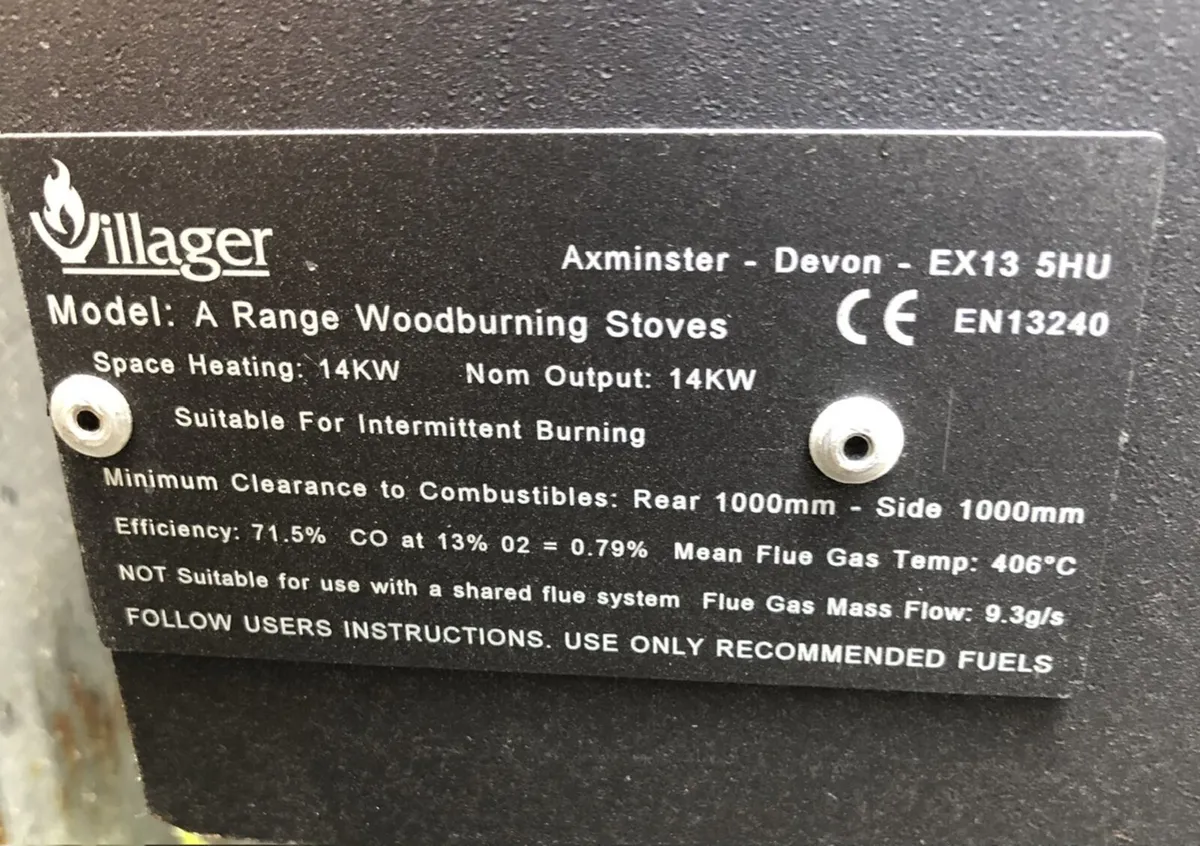 Villager
Axminster - Devon - EX13 5HU
Model: A Range Woodburning Stoves CE EN13240
Space Heating: 14KW Nom Output: 14KW
Suitable For Intermittent Burning
Minimum Clearance to Combustibles: Rear 1000mm - Side 1000mm
Efficiency: 71.5% CO at 13% 02 = 0.79% Mean Flue Gas Temp: 406°C
NOT Suitable for use with a shared flue system Flue Gas Mass Flow: 9.3g/s
FOLLOW USERS INSTRUCTIONS. USE ONLY RECOMMENDED FUELS